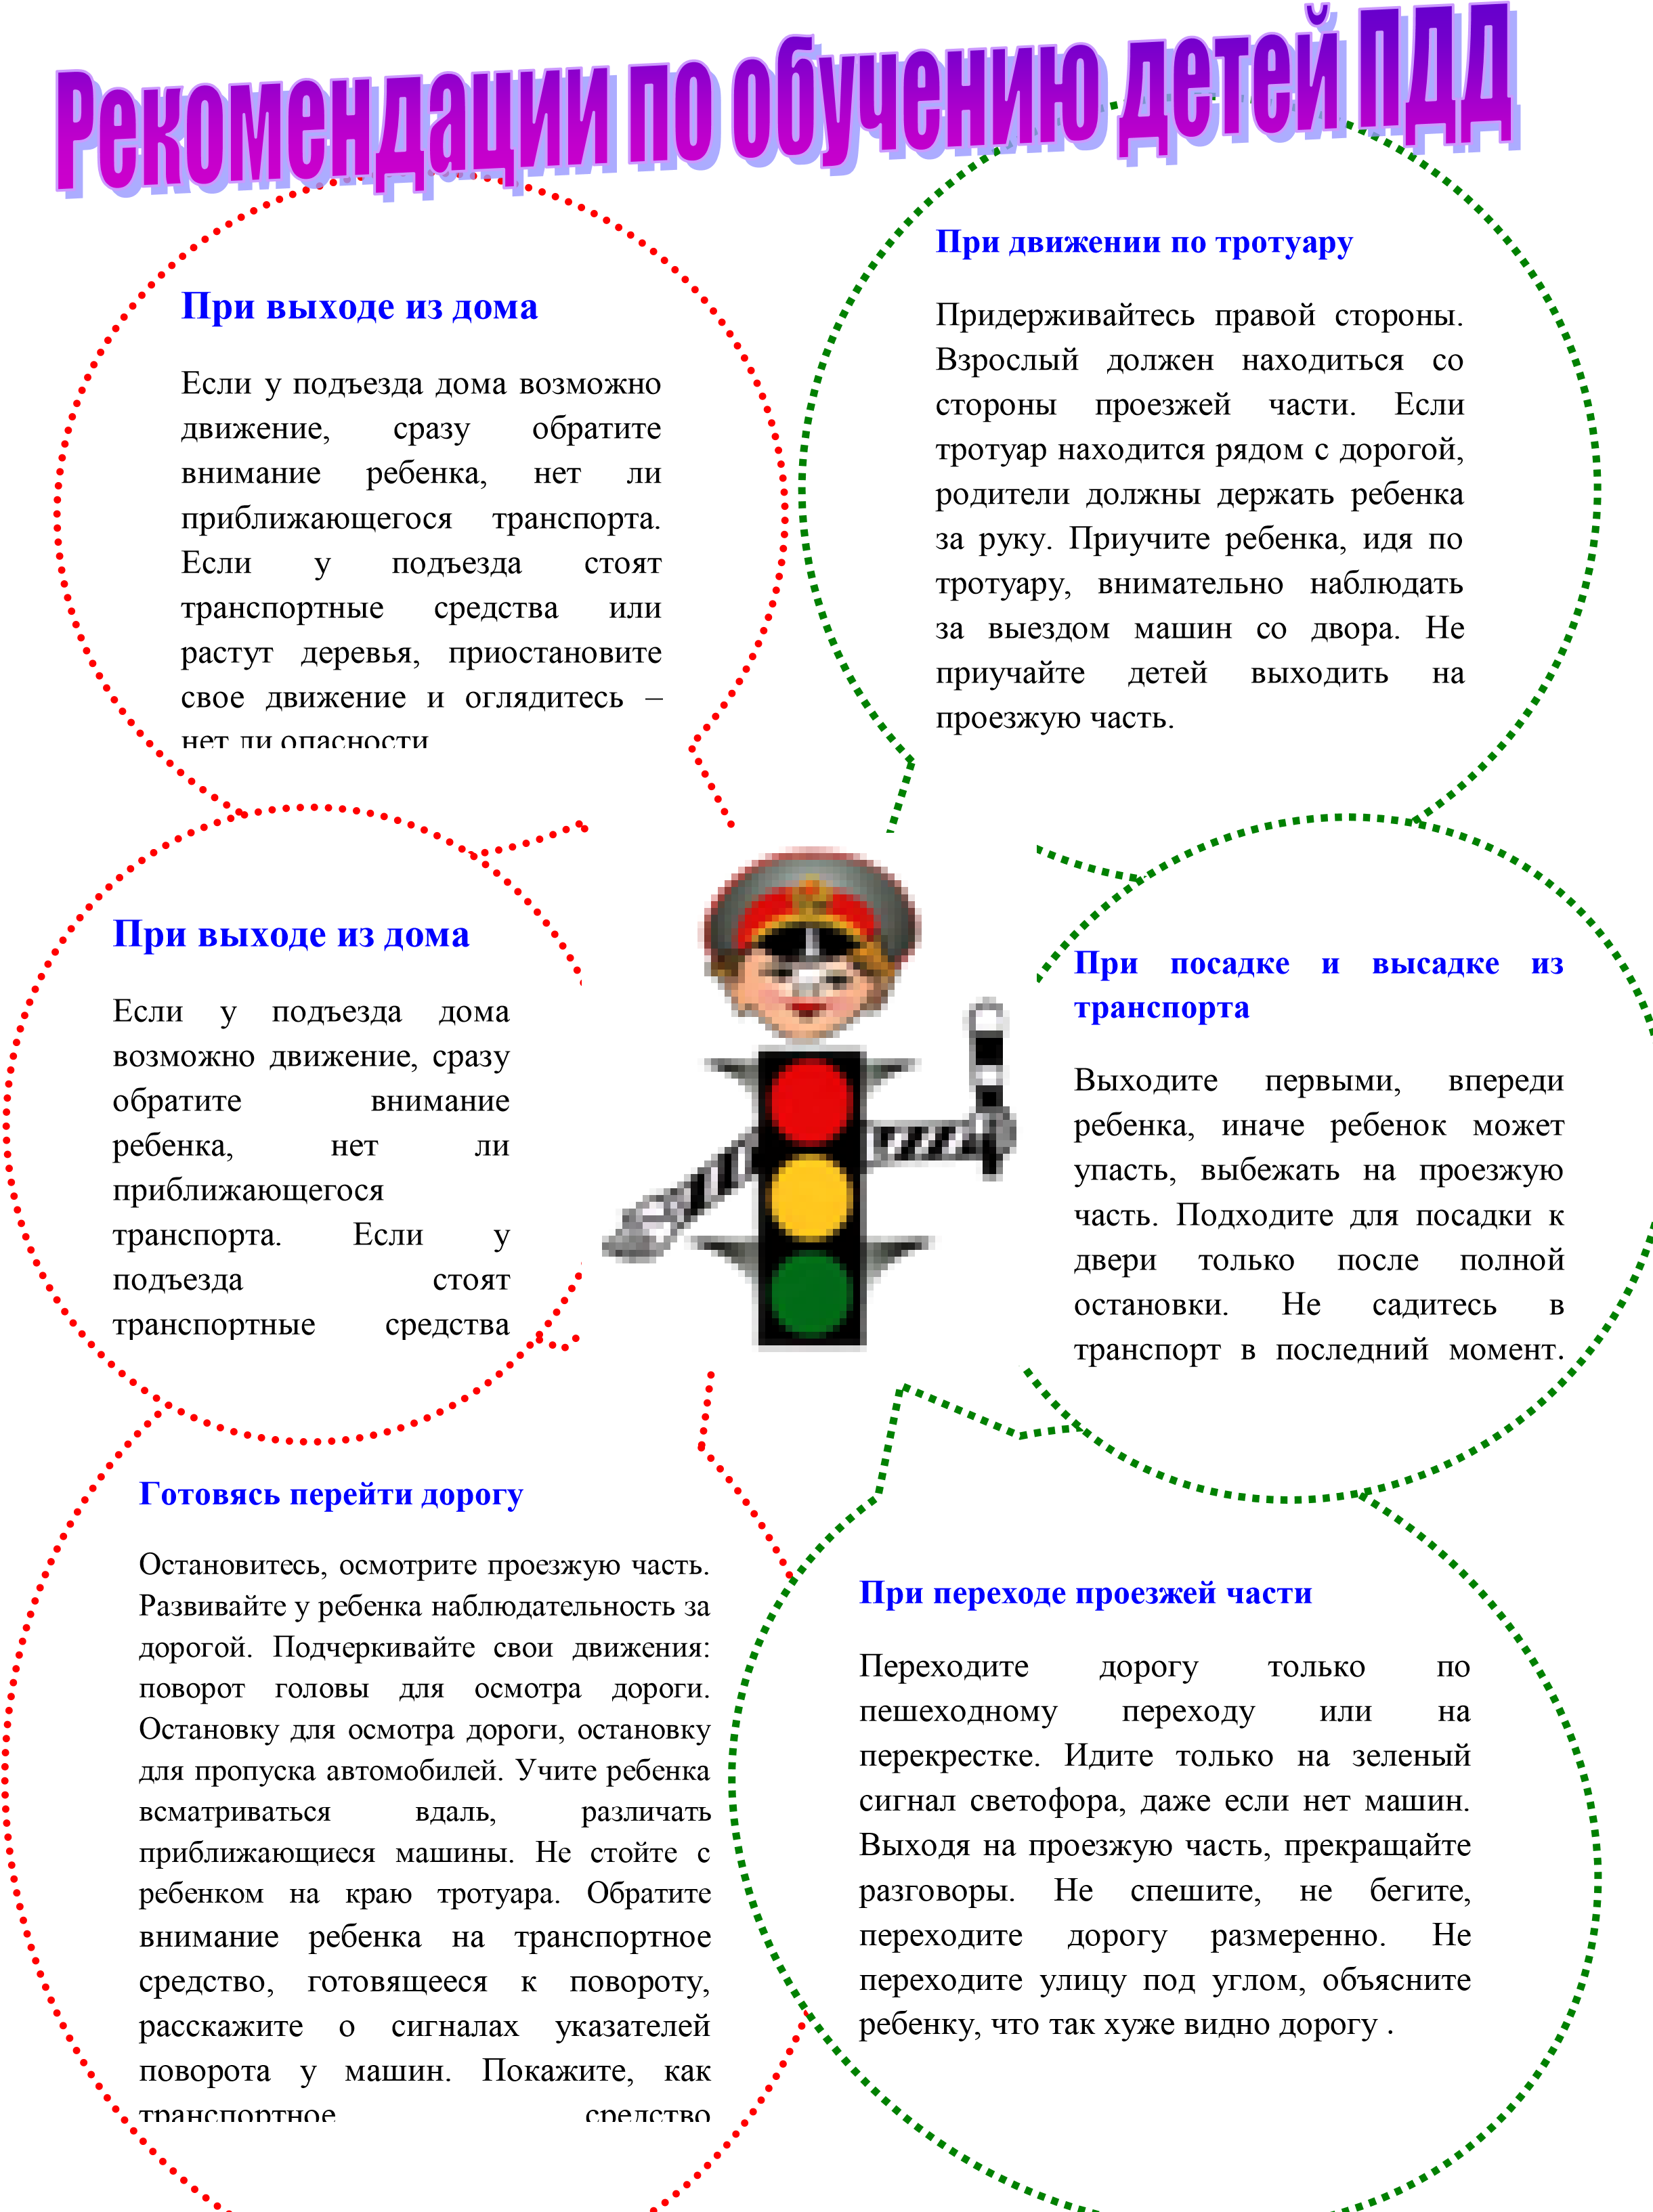 Рекомендации по обучению детей ПДД
При выходе из дома
Если у подъезда дома возможно
движение, сразу обратите
внимание ребенка, нет ли
приближающегося транспорта.
Если у подъезда стоят
транспортные средства или
растут деревья, приостановите
свое движение и оглядитесь –
нет ли опасности
При движении по тротуару
Придерживайтесь правой стороны.
Взрослый должен находиться со
стороны проезжей части. Если
тротуар находится рядом с дорогой,
родители должны держать ребенка
за руку. Приучите ребенка, идя по
тротуару, внимательно наблюдать
за выездом машин со двора. Не
приучайте детей выходить на
проезжую часть.
При выходе из дома
Если у подъезда дома
возможно движение, сразу
обратите внимание
ребенка, нет ли
приближающегося
транспорта. Если у
подъезда стоят
транспортные средства
При посадке и высадке из
транспорта
Выходите первыми, впереди
ребенка, иначе ребенок может
упасть, выбежать на проезжую
часть. Подходите для посадки к
двери только после полной
остановки. Не садитесь в
транспорт в последний момент.
Готовясь перейти дорогу
Остановитесь, осмотрите проезжую часть.
Развивайте у ребенка наблюдательность за
дорогой. Подчеркивайте свои движения:
поворот головы для осмотра дороги.
Остановку для осмотра дороги, остановку
для пропуска автомобилей. Учите ребенка
всматриваться вдаль, различать
приближающиеся машины. Не стойте с
ребенком на краю тротуара. Обратите
внимание ребенка на транспортное
средство, готовящееся к повороту,
расскажите о сигналах указателей
поворота у машин. Покажите, как
транспортное средство
При переходе проезжей части
Переходите дорогу только по
пешеходному переходу или на
перекрестке. Идите только на зеленый
сигнал светофора, даже если нет машин.
Выходя на проезжую часть, прекращайте
разговоры. Не спешите, не бегите,
переходите дорогу размеренно. Не
переходите улицу под углом, объясните
ребенку, что так хуже видно дорогу .